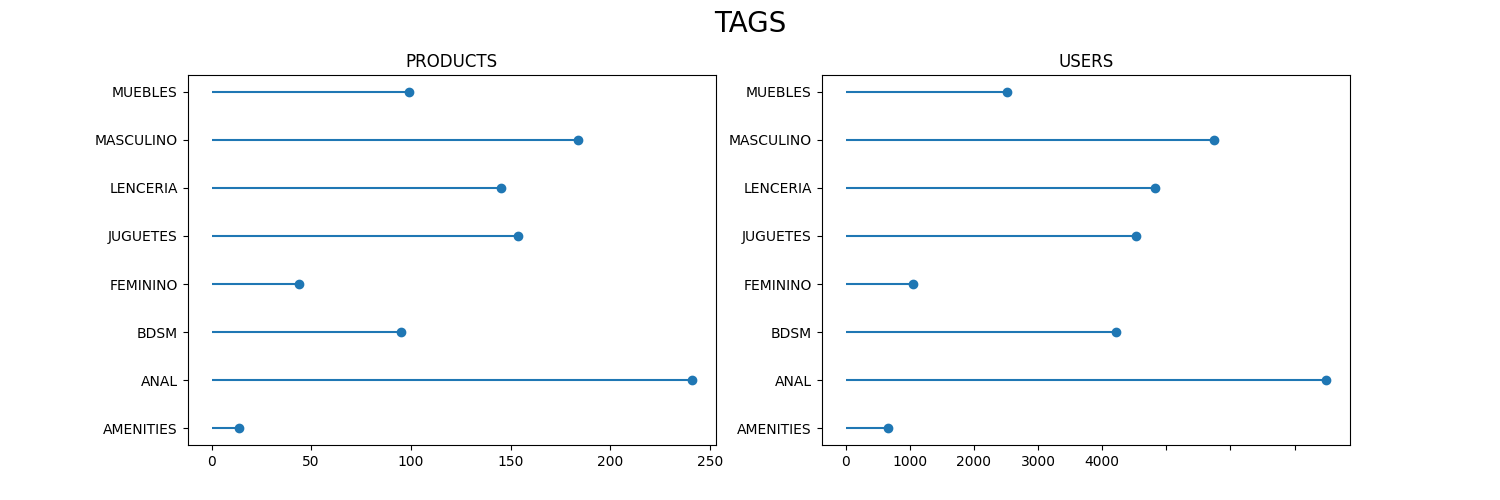 TAGS
PRODUCTS
MUEBLES
MASCULINO
LENCERIA
JUGUETES
FEMININO
BDSM
ANAL
AMENITIES
0 50 100 150 200 250
USERS
MUEBLES
MASCULINO
LENCERIA
JUGUETES
FEMININO
BDSM
ANAL
AMENITIES
0 1000 2000 3000 4000